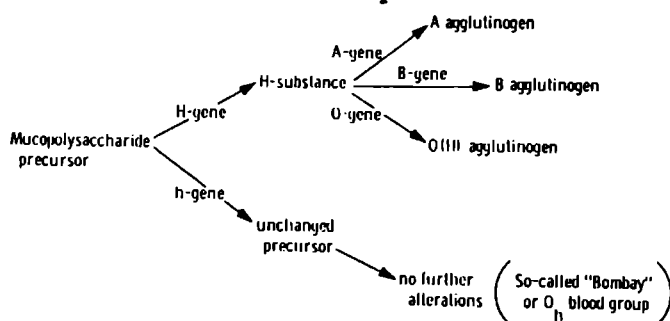 A agglutinogen
A-gene
B-gene
H-substance
B agglutinogen
O-gene
H-gene
Mucopolysaccharide
precursor
O(H) agglutinogen
h-gene
unchanged
precursor
no further
alterations
(So-called "Bombay"
or Oh blood group)